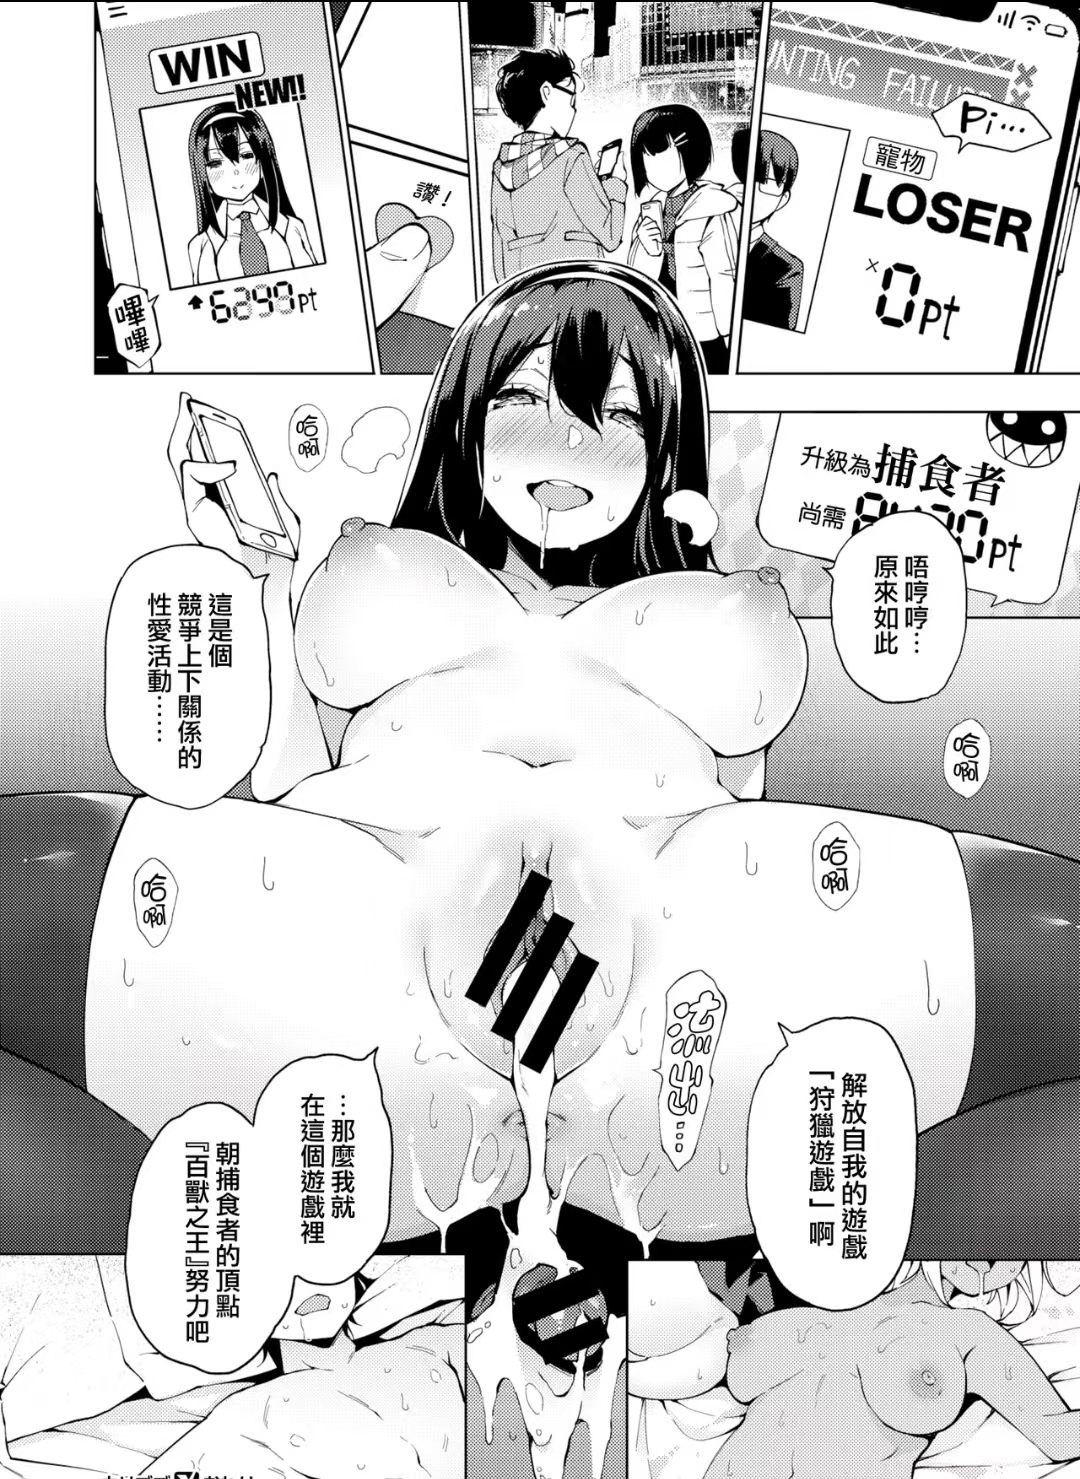 HUNTING FAILURE
Pi…
寵物
LOSER
×0pt
讚！
WIN
NEW!!
6247pt
嗶
嗶
升級為捕食者
尚需
pt
唔哼哼…
原來如此
這是個
競爭上下關係的
性愛活動……
哈啊
哈啊
哈啊
哈啊
流出…
解放自我的遊戲
「狩獵遊戲」啊
…那麼我就
在這個遊戲裡
朝捕食者的頂點
『百獸之王』努力吧